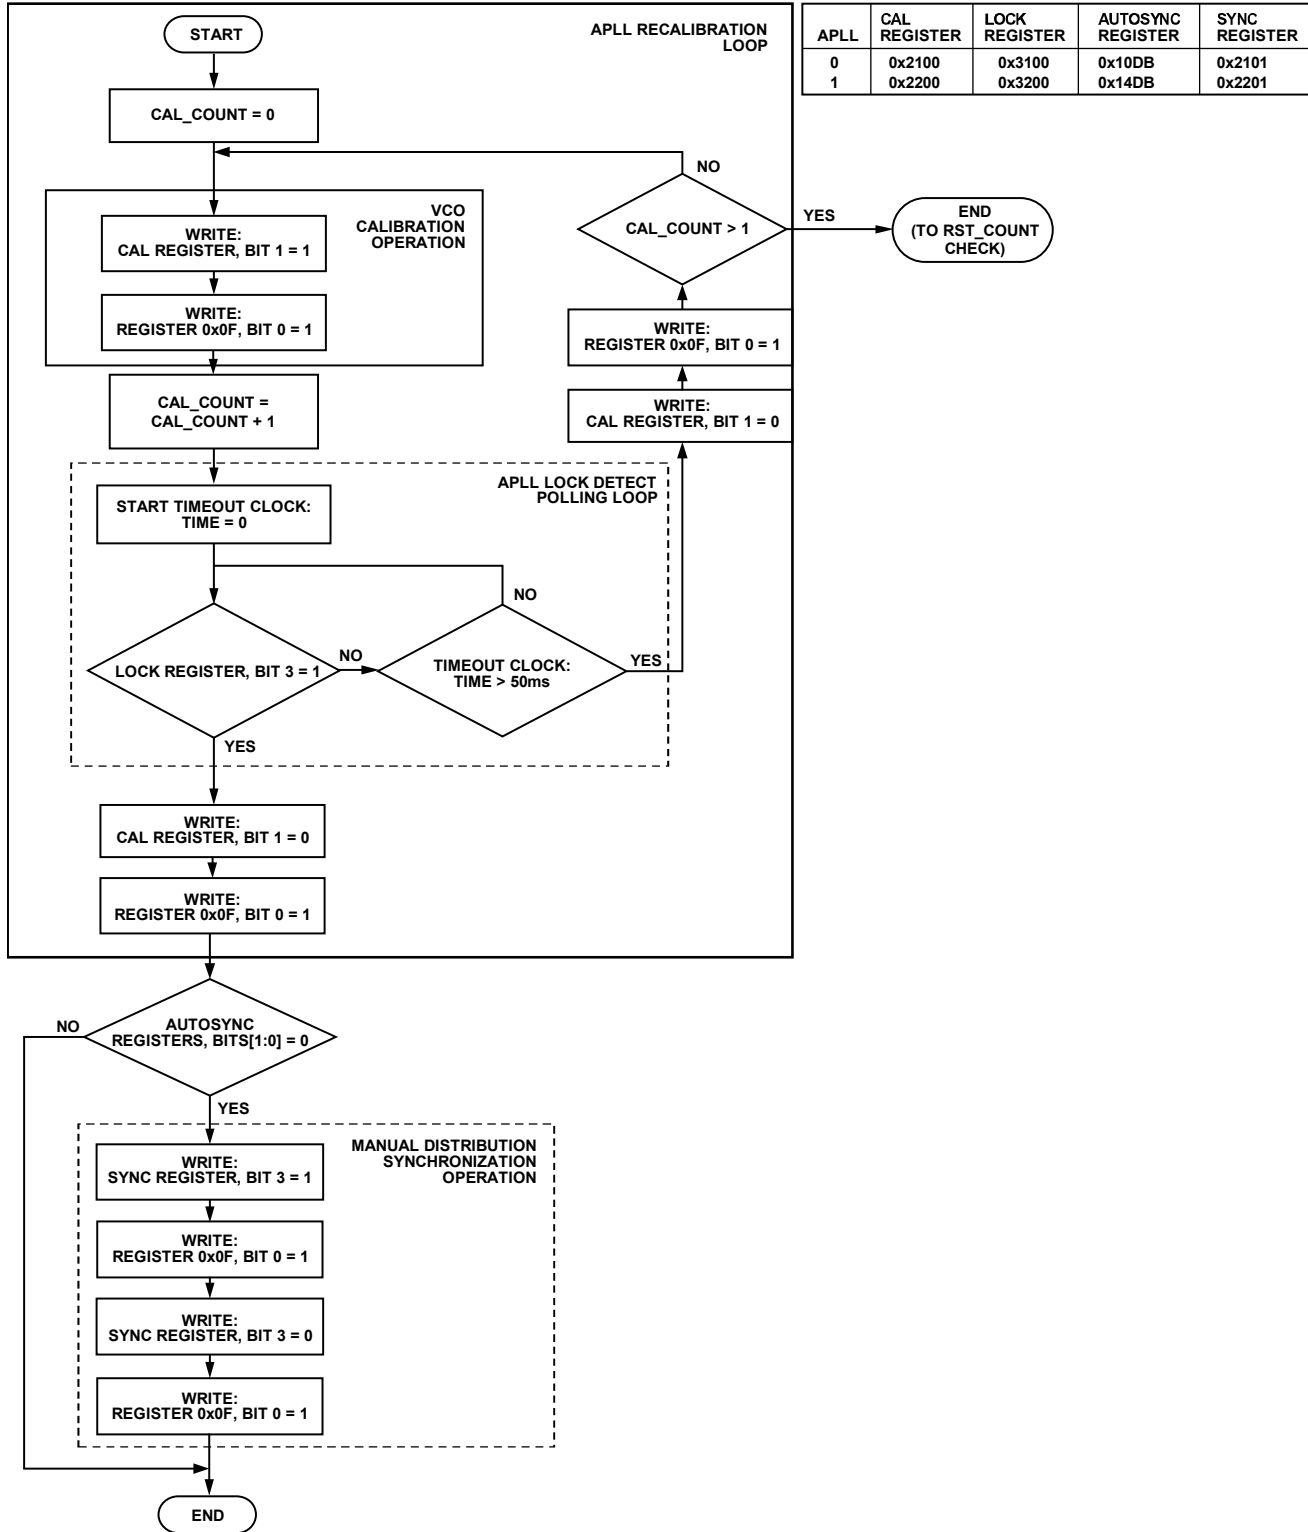 START
APLL RECALIBRATION
LOOP
CAL_COUNT = 0
VCO
CALIBRATION
OPERATION
WRITE:
CAL REGISTER, BIT 1 = 1
WRITE:
REGISTER 0x0F, BIT 0 = 1
CAL_COUNT =
CAL_COUNT + 1
APLL LOCK DETECT
POLLING LOOP
START TIMEOUT CLOCK:
TIME = 0
LOCK REGISTER, BIT 3 = 1
NO
YES
TIMEOUT CLOCK:
TIME > 50ms
NO
YES
WRITE:
CAL REGISTER, BIT 1 = 0
WRITE:
REGISTER 0x0F, BIT 0 = 1
CAL_COUNT > 1
NO
YES
END
(TO RST_COUNT
CHECK)
WRITE:
CAL REGISTER, BIT 1 = 0
WRITE:
REGISTER 0x0F, BIT 0 = 1
AUTOSYNC
REGISTERS, BITS[1:0] = 0
NO
YES
MANUAL DISTRIBUTION
SYNCHRONIZATION
OPERATION
WRITE:
SYNC REGISTER, BIT 3 = 1
WRITE:
REGISTER 0x0F, BIT 0 = 1
WRITE:
SYNC REGISTER, BIT 3 = 0
WRITE:
REGISTER 0x0F, BIT 0 = 1
END
APLL CAL REGISTER LOCK REGISTER AUTOSYNC REGISTER SYNC REGISTER
0 0x2100 0x3100 0x10DB 0x2101
1 0x2200 0x3200 0x14DB 0x2201